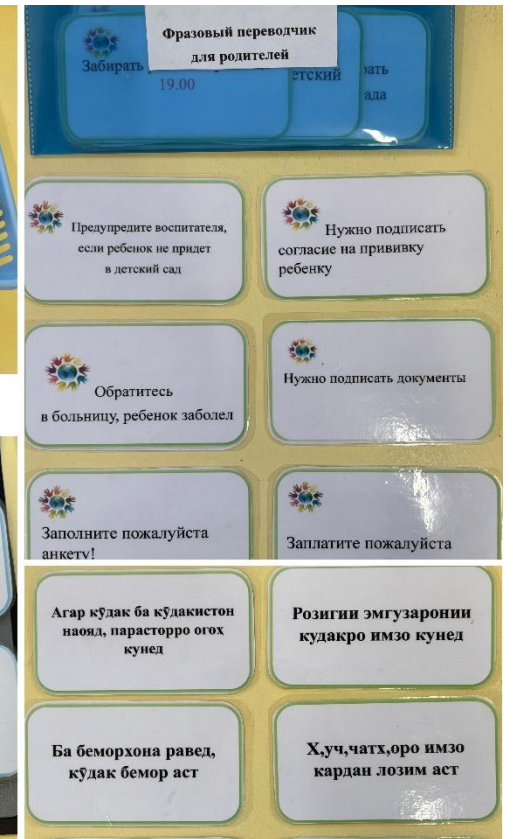 Фразовый переводчик
для родителей
Забирать
19.00
етский
рать
ада
Предупредите воспитателя,
если ребенок не придет
в детский сад
Нужно подписать
согласие на прививку
ребенку
Обратитесь
в больницу, ребенок заболел
Нужно подписать документы
Заполните пожалуйста
анкету!
Заплатите пожалуйста
Агар кӯдак ба кӯдакистон
наояд, парасторро огох
кунед
Розигии эмгузаронии
кудакро имзо кунед
Ба беморхона равед,
кӯдак бемор аст
Х,уч,чатх,оро имзо
кардан лозим аст